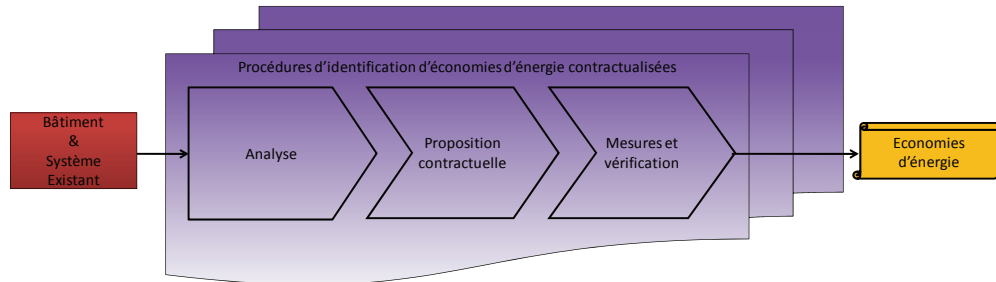 Procédures d'identification d'économies d'énergie contractualisées
Bâtiment
&
Système
Existant
Analyse
Proposition
contractuelle
Mesures et
vérification
Economies
d'énergie